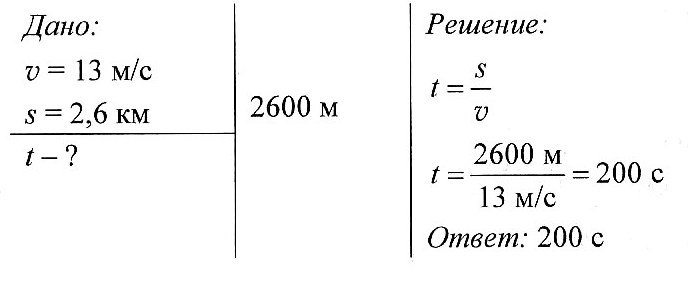 Дано:
v = 13 м/с
s = 2,6 км
t – ?
2600 м
Решение:
t = s/v
t = 2600 м / 13 м/с = 200 с
Ответ: 200 с